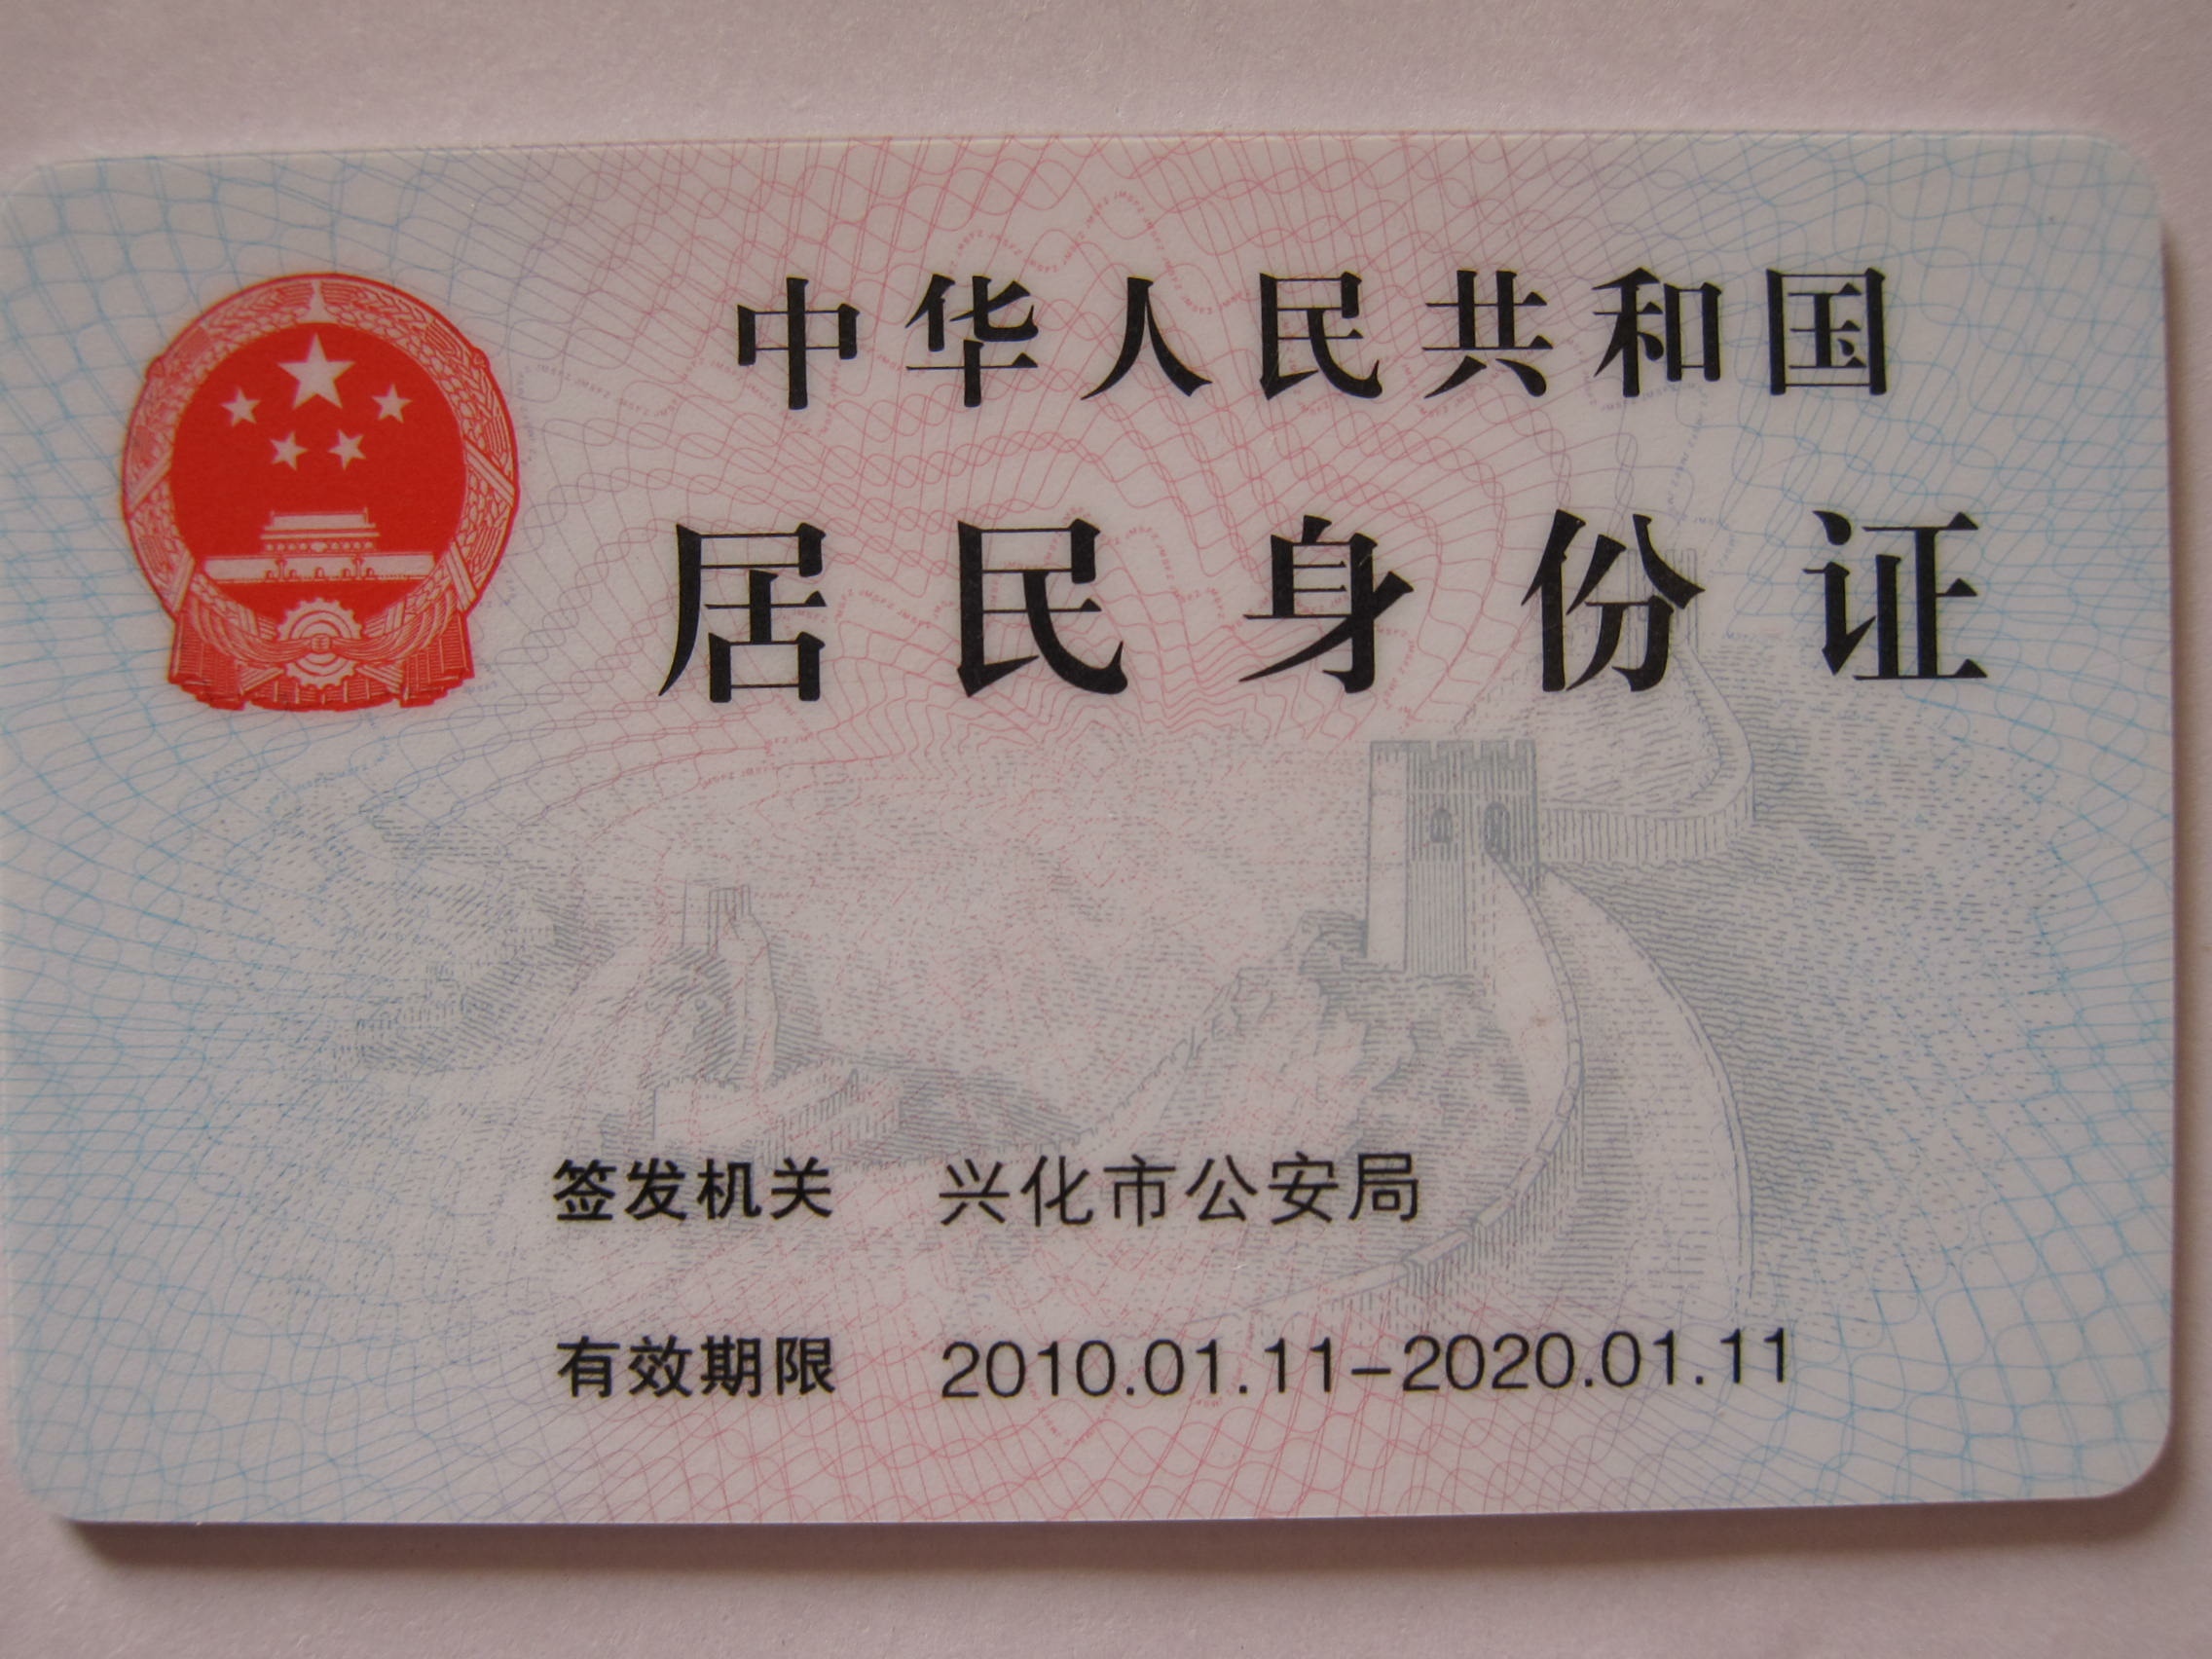 中华人民共和国
居民身份证
签发机关 兴化市公安局
有效期限 2010.01.11-2020.01.11